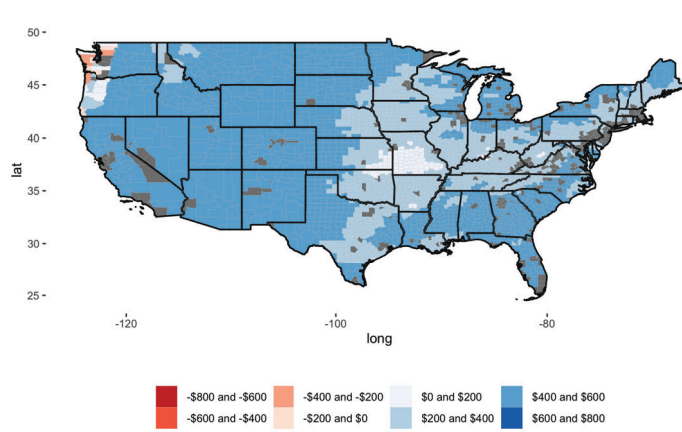 50
45
40
35
30
25
lat
-120
-100
-80
long
-$800 and -$600
-$400 and -$200
$0 and $200
$400 and $600
-$600 and -$400
-$200 and $0
$200 and $400
$600 and $800